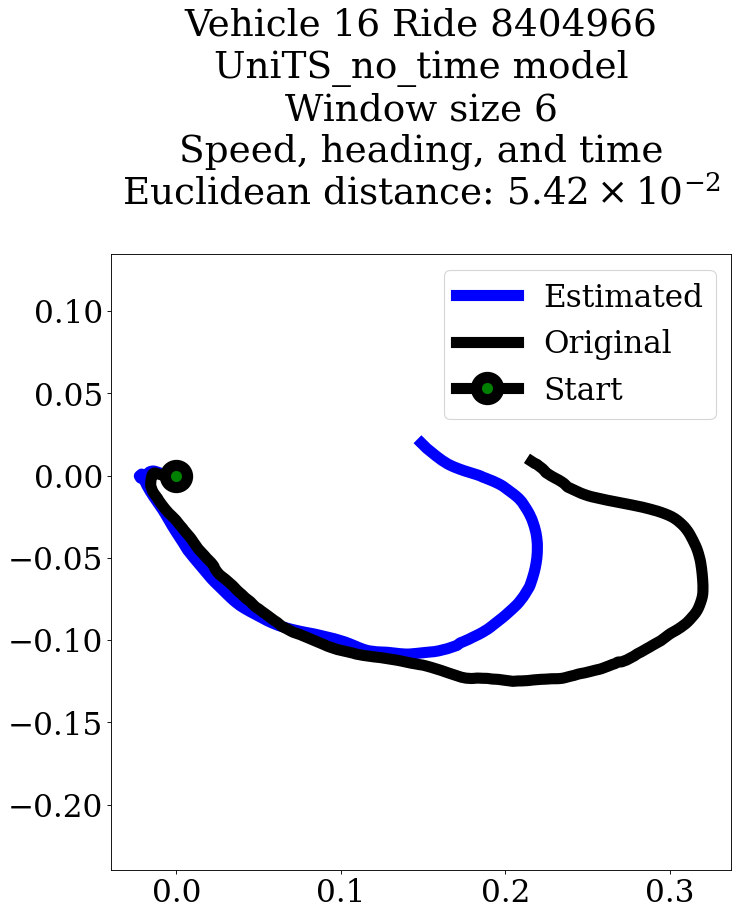 Vehicle 16 Ride 8404966
UniTS_no_time model
Window size 6
Speed, heading, and time
Euclidean distance: 5.42 × 10⁻²
Estimated
Original
Start
0.10
0.05
0.00
−0.05
−0.10
−0.15
−0.20
0.0 0.1 0.2 0.3